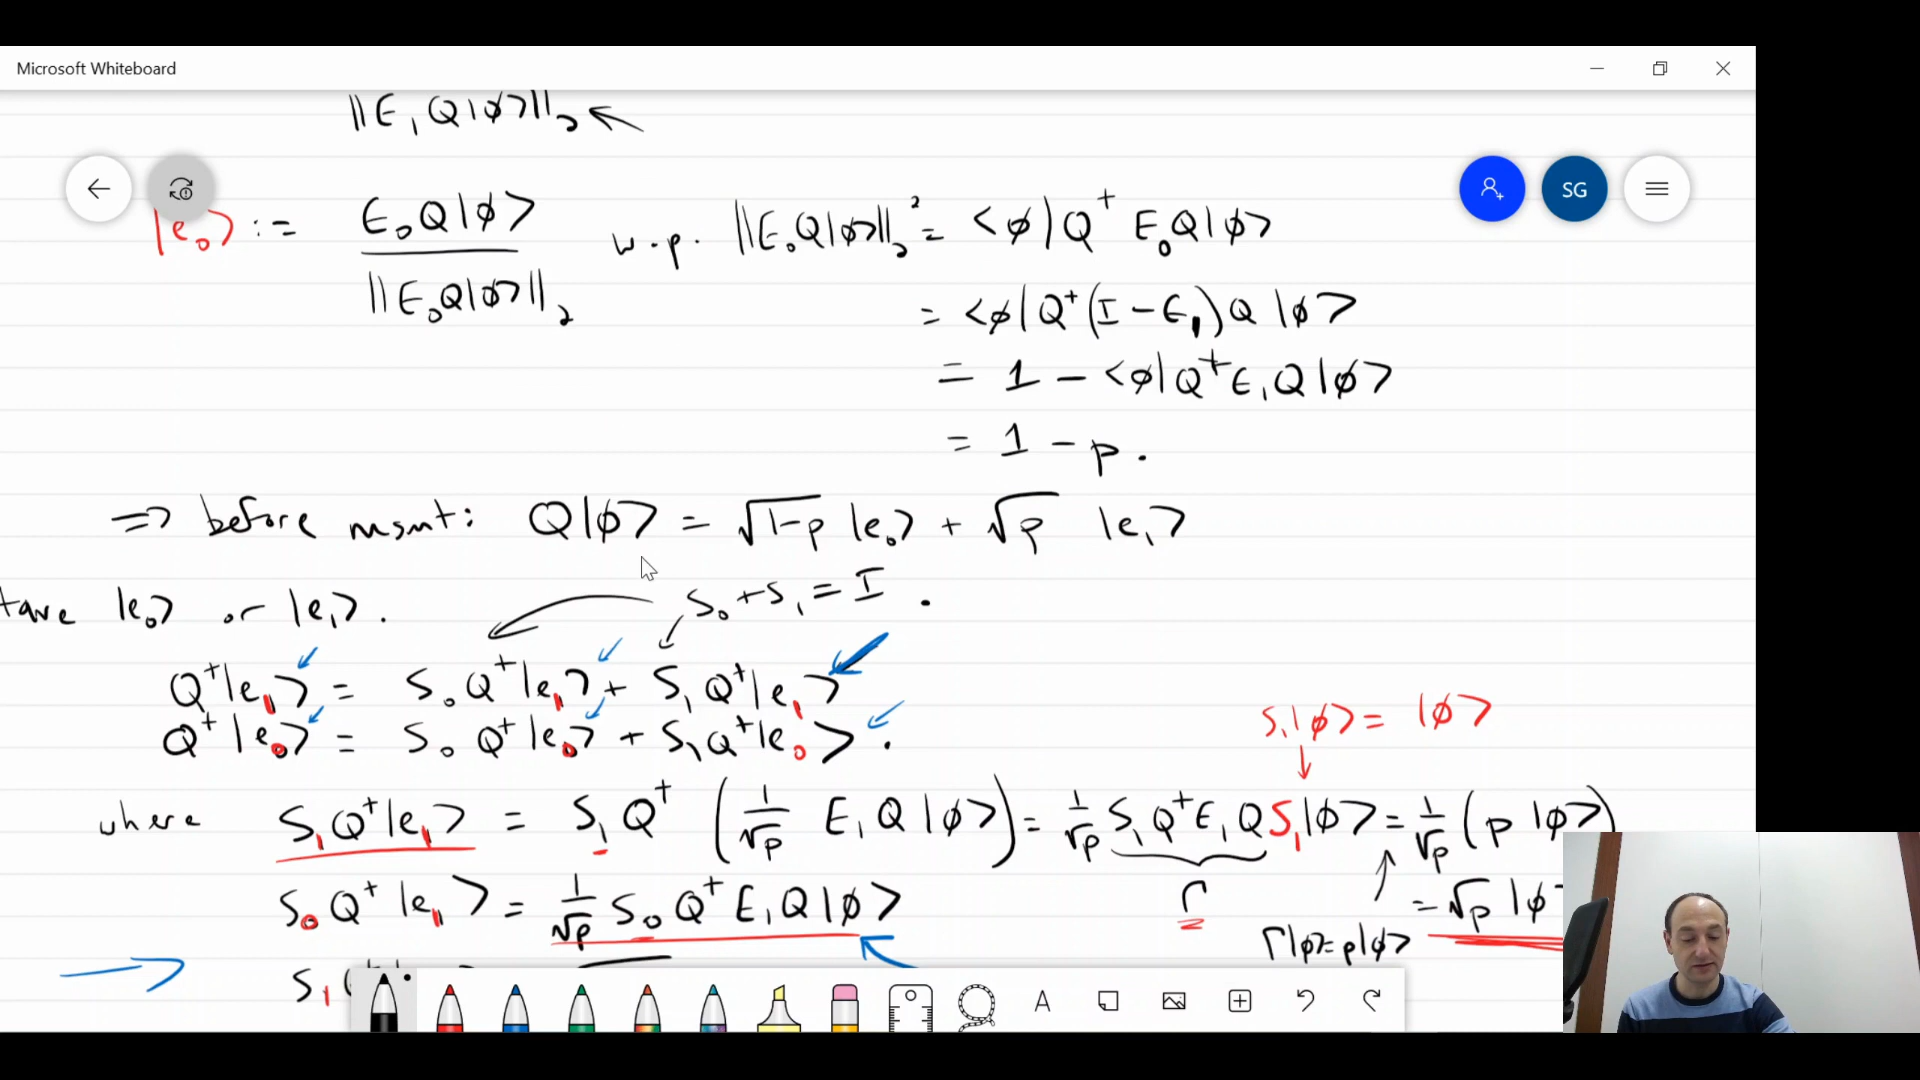 Microsoft Whiteboard
||E₁Q|φ>||₂ ←
|e₀> := E₀Q|φ> / ||E₀Q|φ>||₂ w.p. ||E₀Q|φ>||₂² = <φ|Q†E₀Q|φ>
= <φ|Q†(I - E₁)Q|φ>
= 1 - <φ|Q†E₁Q|φ>
= 1 - p.
=> before msmt: Q|φ> = √(1-p) |e₀> + √p |e₁>
have |e₀> or |e₁>.
S₀ + S₁ = I.
Q†|e₁> = S₀Q†|e₁> + S₁Q†|e₁>
Q†|e₀> = S₀Q†|e₀> + S₁Q†|e₀>.
S₁|φ> = |φ>
where S₁Q†|e₁> = S₁Q† (1/√p E₁Q|φ>) = 1/√p S₁Q†E₁QS₁|φ> = 1/√p (p|φ>)
S₀Q†|e₁> = 1/√p S₀Q†E₁Q|φ>
Γ
= √p |φ
Γ|φ> = p|φ>
→ S₁
SG
A